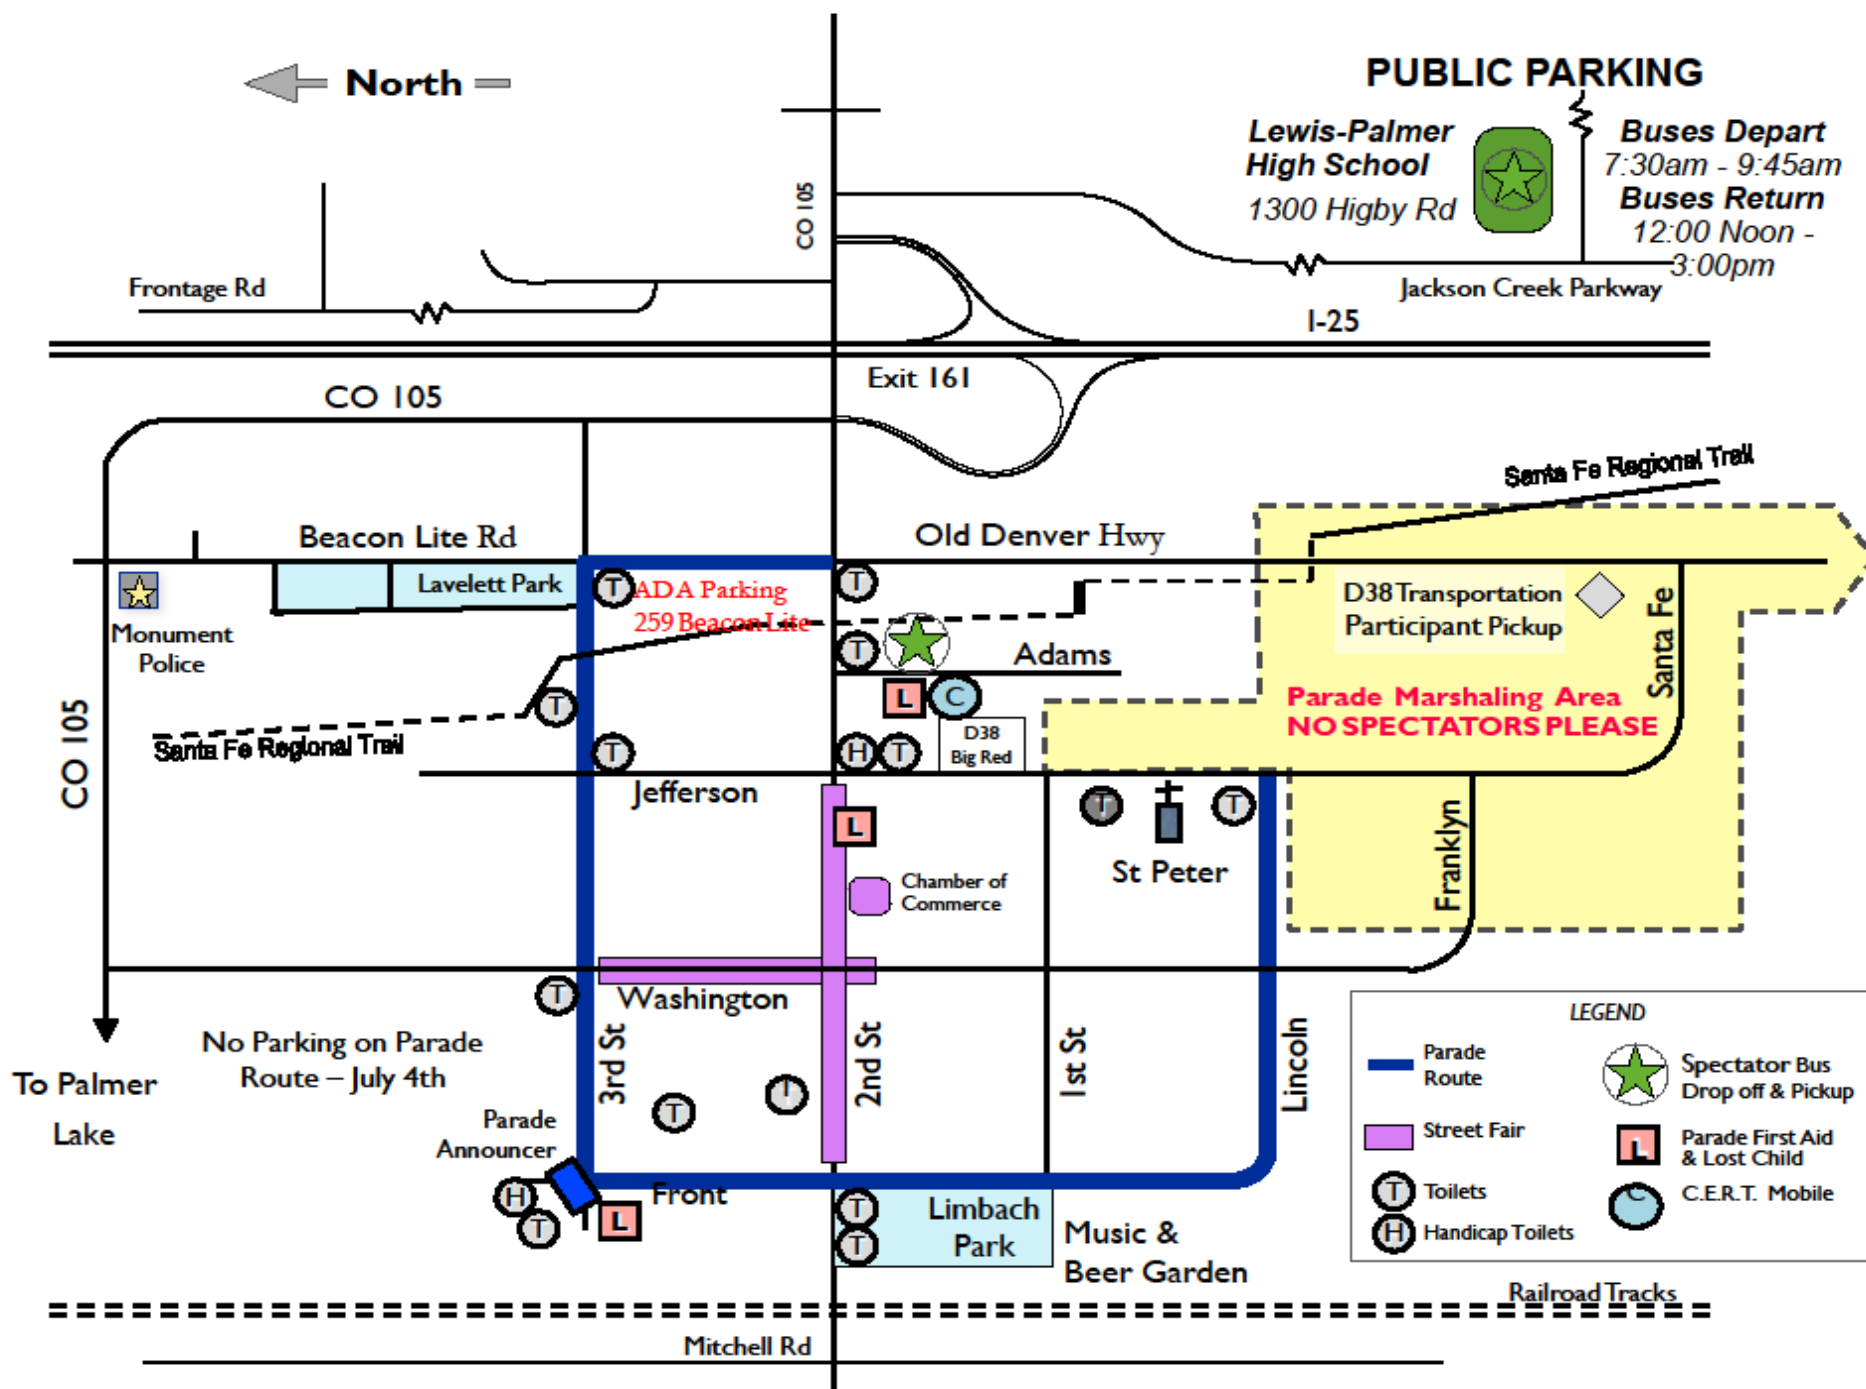 North
PUBLIC PARKING
Lewis-Palmer
High School
1300 Higby Rd
Buses Depart
7:30am - 9:45am
Buses Return
12:00 Noon -
3:00pm
CO 105
Frontage Rd
Jackson Creek Parkway
I-25
Exit 161
CO 105
Santa Fe Regional Trail
Beacon Lite Rd
Old Denver Hwy
Lavelett Park
T
ADA Parking
259 Beacon Lite
T
D38 Transportation
Participant Pickup
Santa Fe
Monument
Police
T
Adams
L
C
Parade Marshaling Area
NO SPECTATORS PLEASE
T
Santa Fe Regional Trail
CO 105
T
H
T
D38
Big Red
Jefferson
T
T
L
St Peter
Franklyn
Chamber of
Commerce
T
Washington
No Parking on Parade
Route – July 4th
3rd St
2nd St
1st St
Lincoln
To Palmer
Lake
T
T
Parade
Announcer
H
T
L
Front
T
T
Limbach
Park
Music &
Beer Garden
LEGEND
Parade
Route
Spectator Bus
Drop off & Pickup
Street Fair
L
Parade First Aid
& Lost Child
T
Toilets
C
C.E.R.T. Mobile
H
Handicap Toilets
Railroad Tracks
Mitchell Rd